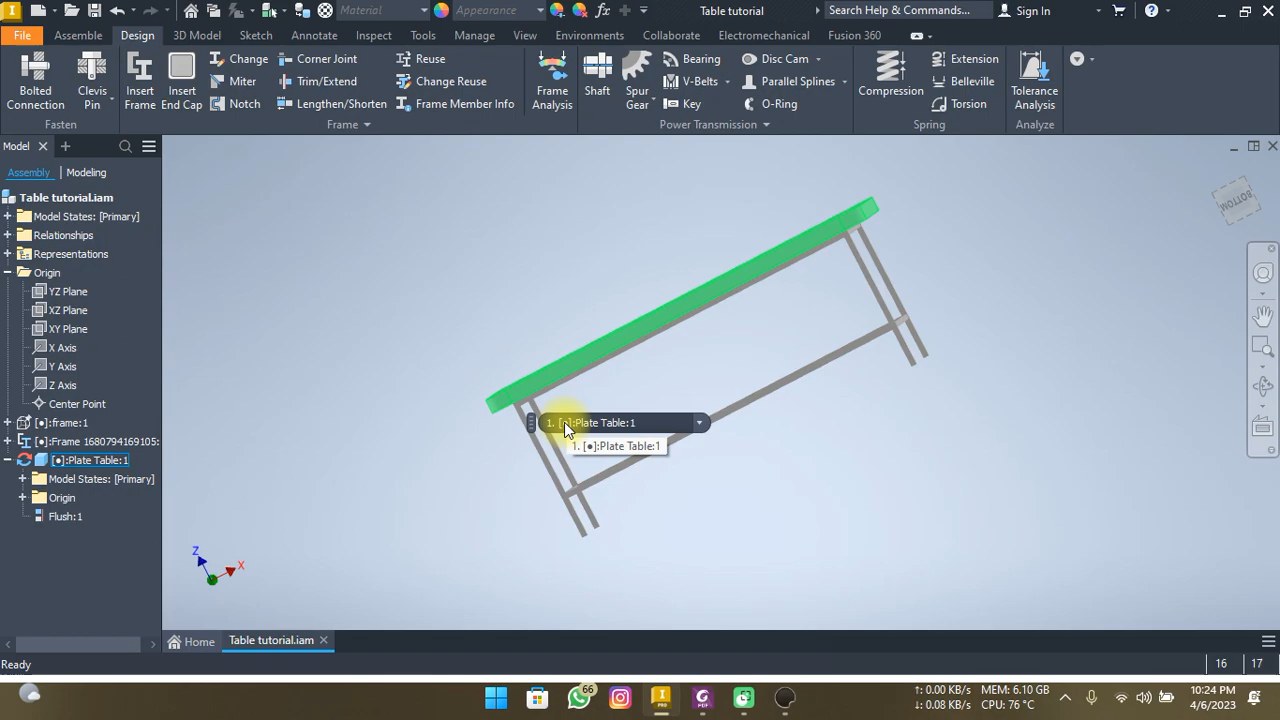 Material
Appearance
Table tutorial
Search Help & Commands...
Sign In
File
Assemble
Design
3D Model
Sketch
Annotate
Inspect
Tools
Manage
View
Environments
Collaborate
Electromechanical
Fusion 360
Bolted Connection
Clevis Pin
Fasten
Insert Frame
Insert End Cap
Change
Miter
Notch
Corner Joint
Trim/Extend
Lengthen/Shorten
Reuse
Change Reuse
Frame Member Info
Frame
Frame Analysis
Shaft
Spur Gear
Bearing
V-Belts
Key
Disc Cam
Parallel Splines
O-Ring
Power Transmission
Compression
Extension
Belleville
Torsion
Spring
Tolerance Analysis
Analyze
Model
Assembly
Modeling
Table tutorial.iam
Model States: [Primary]
Relationships
Representations
Origin
YZ Plane
XZ Plane
XY Plane
X Axis
Y Axis
Z Axis
Center Point
[●]:frame:1
[●]:Frame 1680794169105:
[●]:Plate Table:1
Model States: [Primary]
Origin
Flush:1
BOTTOM
1. [●]:Plate Table:1
1. [●]:Plate Table:1
Z
X
Home
Table tutorial.iam
Ready
16
17
66
PRO
PDF
↑: 0.00 KB/s
↓: 0.08 KB/s
MEM: 6.10 GB
CPU: 76 °C
10:24 PM
4/6/2023